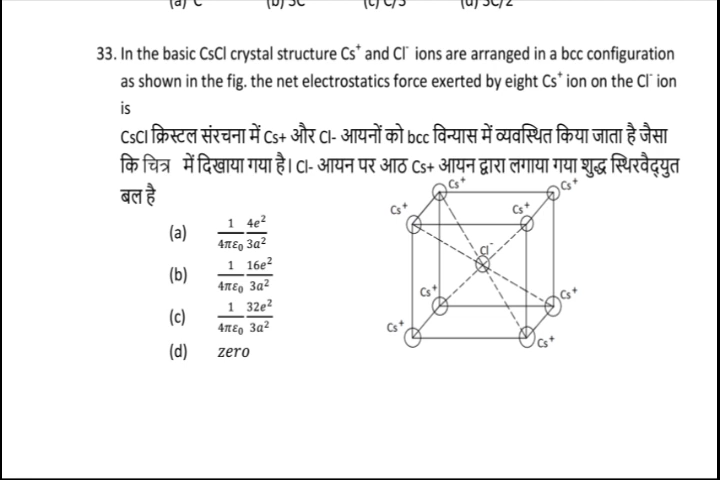 (a) C (b) 3C (c) C/3 (d) 3C/2
33. In the basic CsCl crystal structure Cs⁺ and Cl⁻ ions are arranged in a bcc configuration
as shown in the fig. the net electrostatics force exerted by eight Cs⁺ ion on the Cl⁻ ion
is
CsCl क्रिस्टल संरचना में Cs+ और Cl- आयनों को bcc विन्यास में व्यवस्थित किया जाता है जैसा
कि चित्र में दिखाया गया है। Cl- आयन पर आठ Cs+ आयन द्वारा लगाया गया शुद्ध स्थिरवैद्युत
बल है
(a) 1/4πε₀ 4e²/3a²
(b) 1/4πε₀ 16e²/3a²
(c) 1/4πε₀ 32e²/3a²
(d) zero
Cs⁺ Cs⁺
Cs⁺ Cs⁺
Cl⁻
Cs⁺ Cs⁺
Cs⁺ Cs⁺